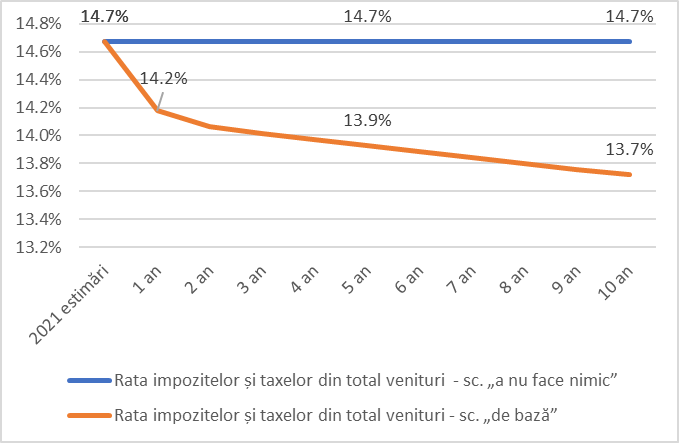 14.8%
14.6%
14.4%
14.2%
14.0%
13.8%
13.6%
13.4%
13.2%
14.7%
14.7%
14.7%
14.2%
13.9%
13.7%
2021 estimări
1 an
2 an
3 an
4 an
5 an
6 an
7 an
8 an
9 an
10 an
Rata impozitelor și taxelor din total venituri - sc. „a nu face nimic”
Rata impozitelor și taxelor din total venituri - sc. „de bază”